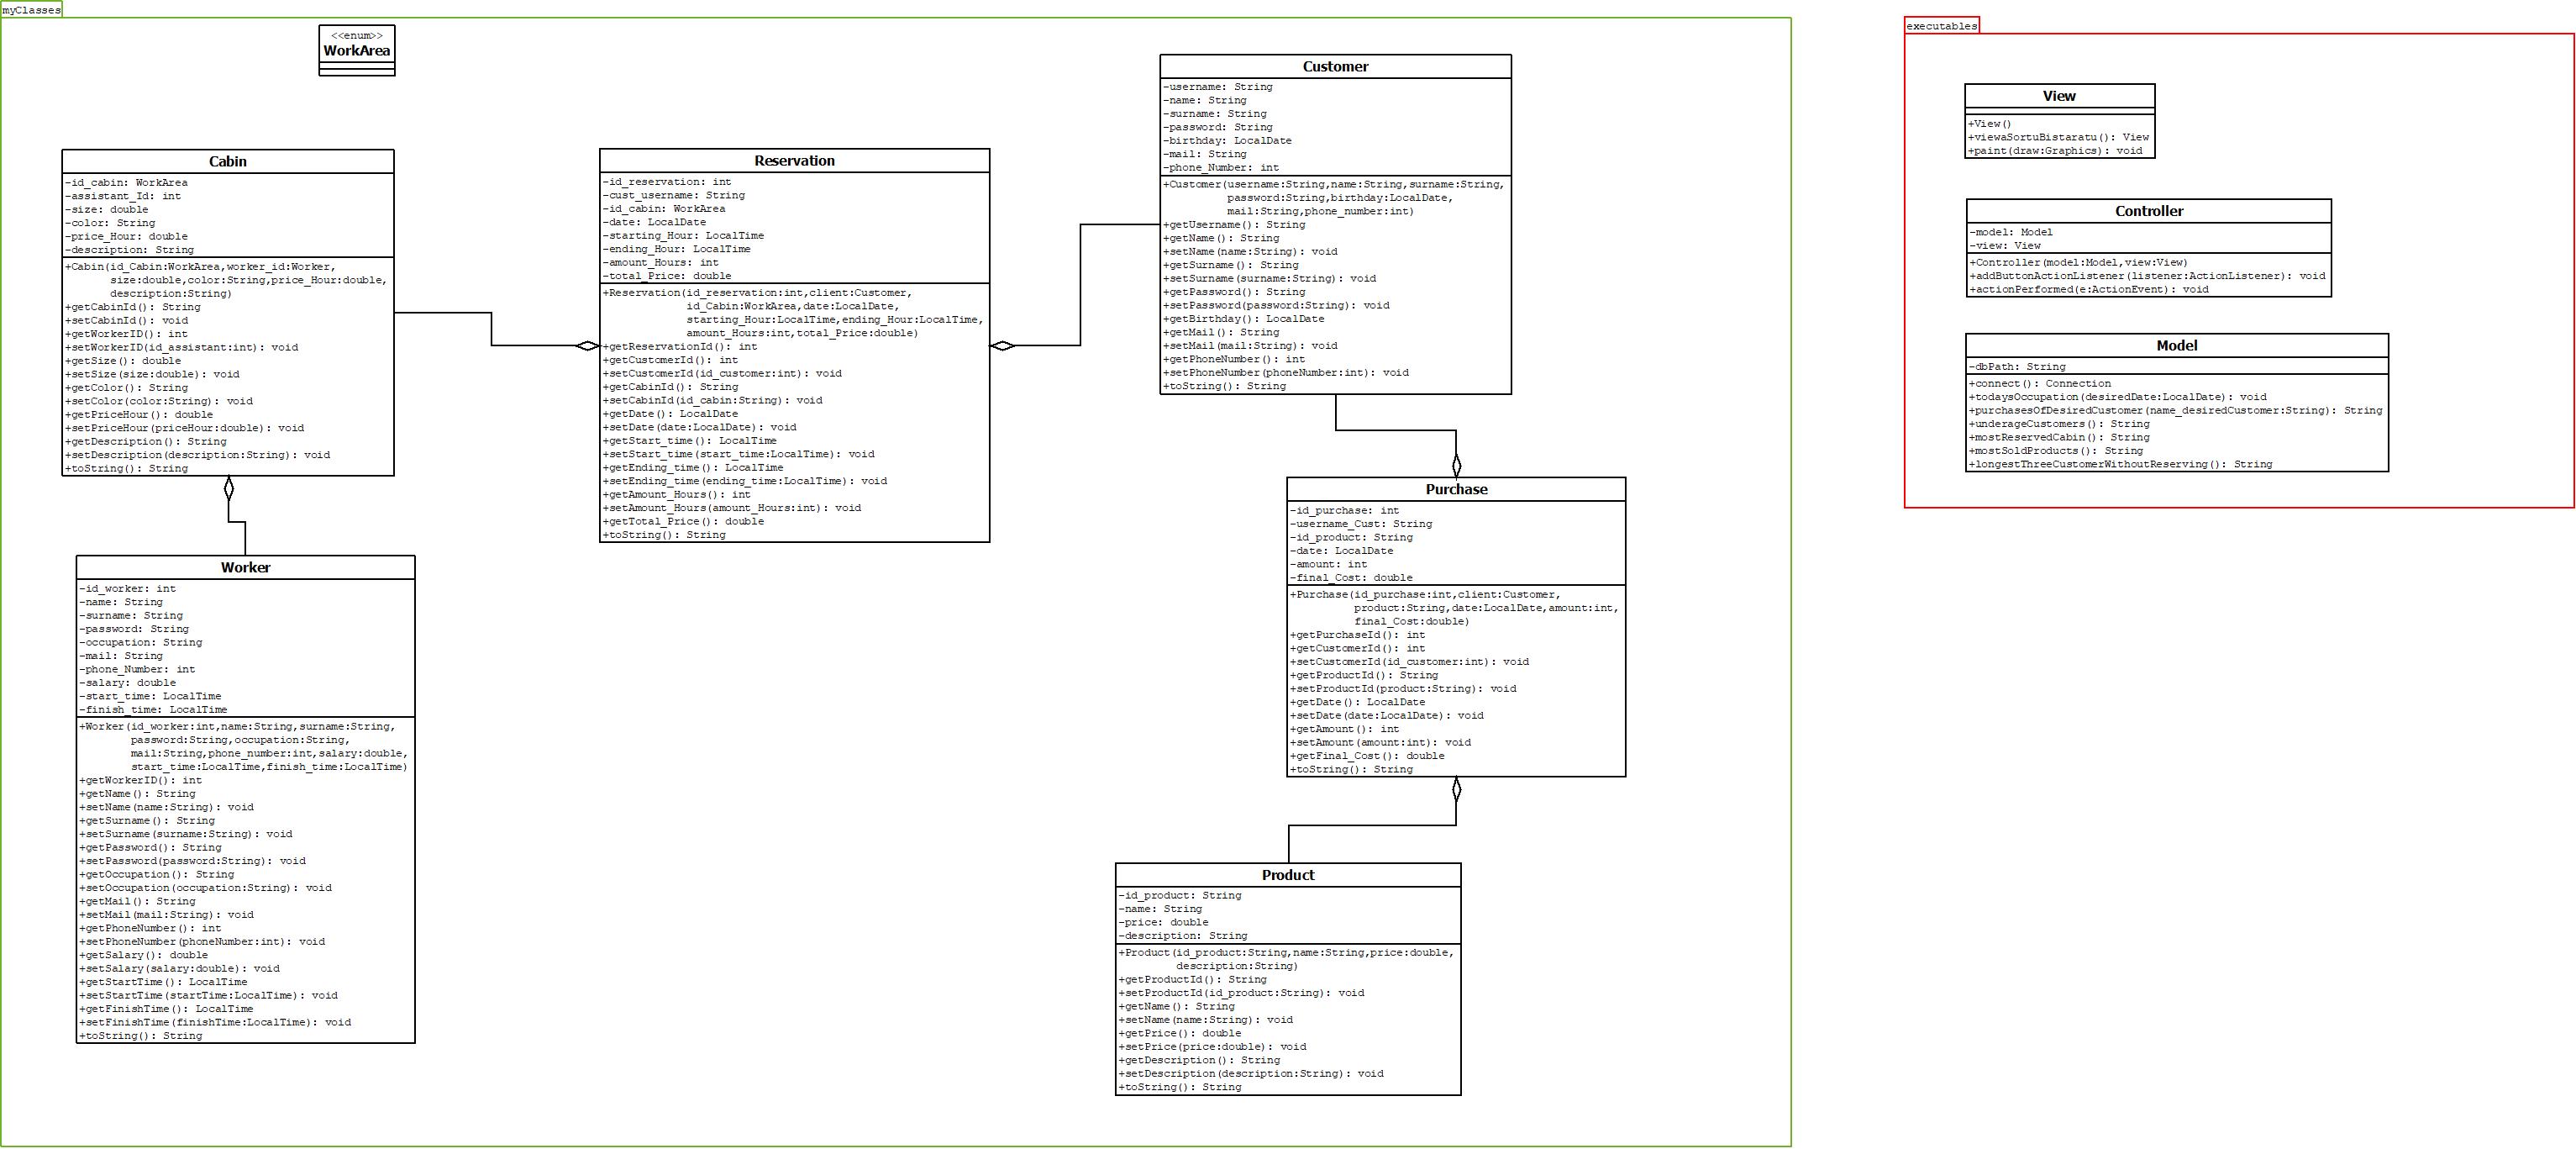 myClasses
<<enum>>
WorkArea
Cabin
-id_cabin: WorkArea
-assistant_Id: int
-size: double
-color: String
-price_Hour: double
-description: String
+Cabin(id_Cabin:WorkArea,worker_id:Worker,
size:double,color:String,price_Hour:double,
description:String)
+getCabinId(): String
+setCabinId(): void
+getWorkerID(): int
+setWorkerID(id_assistant:int): void
+getSize(): double
+setSize(size:double): void
+getColor(): String
+setColor(color:String): void
+getPriceHour(): double
+setPriceHour(priceHour:double): void
+getDescription(): String
+setDescription(description:String): void
+toString(): String
Worker
-id_worker: int
-name: String
-surname: String
-password: String
-occupation: String
-mail: String
-phone_Number: int
-salary: double
-start_time: LocalTime
-finish_time: LocalTime
+Worker(id_worker:int,name:String,surname:String,
password:String,occupation:String,
mail:String,phone_number:int,salary:double,
start_time:LocalTime,finish_time:LocalTime)
+getWorkerID(): int
+getName(): String
+setName(name:String): void
+getSurname(): String
+setSurname(surname:String): void
+getPassword(): String
+setPassword(password:String): void
+getOccupation(): String
+setOccupation(occupation:String): void
+getMail(): String
+setMail(mail:String): void
+getPhoneNumber(): int
+setPhoneNumber(phoneNumber:int): void
+getSalary(): double
+setSalary(salary:double): void
+getStartTime(): LocalTime
+setStartTime(startTime:LocalTime): void
+getFinishTime(): LocalTime
+setFinishTime(finishTime:LocalTime): void
+toString(): String
Reservation
-id_reservation: int
-cust_username: String
-id_cabin: WorkArea
-date: LocalDate
-starting_Hour: LocalTime
-ending_Hour: LocalTime
-amount_Hours: int
-total_Price: double
+Reservation(id_reservation:int,client:Customer,
id_Cabin:WorkArea,date:LocalDate,
starting_Hour:LocalTime,ending_Hour:LocalTime,
amount_Hours:int,total_Price:double)
+getReservationId(): int
+getCustomerId(): int
+setCustomerId(id_customer:int): void
+getCabinId(): String
+setCabinId(id_cabin:String): void
+getDate(): LocalDate
+setDate(date:LocalDate): void
+getStart_time(): LocalTime
+setStart_time(start_time:LocalTime): void
+getEnding_time(): LocalTime
+setEnding_time(ending_time:LocalTime): void
+getAmount_Hours(): int
+setAmount_Hours(amount_Hours:int): void
+getTotal_Price(): double
+toString(): String
Customer
-username: String
-name: String
-surname: String
-password: String
-birthday: LocalDate
-mail: String
-phone_Number: int
+Customer(username:String,name:String,surname:String,
password:String,birthday:LocalDate,
mail:String,phone_number:int)
+getUsername(): String
+getName(): String
+setName(name:String): void
+getSurname(): String
+setSurname(surname:String): void
+getPassword(): String
+setPassword(password:String): void
+getBirthday(): LocalDate
+getMail(): String
+setMail(mail:String): void
+getPhoneNumber(): int
+setPhoneNumber(phoneNumber:int): void
+toString(): String
Purchase
-id_purchase: int
-username_Cust: String
-id_product: String
-date: LocalDate
-amount: int
-final_Cost: double
+Purchase(id_purchase:int,client:Customer,
product:String,date:LocalDate,amount:int,
final_Cost:double)
+getPurchaseId(): int
+getCustomerId(): int
+setCustomerId(id_customer:int): void
+getProductId(): String
+setProductId(product:String): void
+getDate(): LocalDate
+setDate(date:LocalDate): void
+getAmount(): int
+setAmount(amount:int): void
+getFinal_Cost(): double
+toString(): String
Product
-id_product: String
-name: String
-price: double
-description: String
+Product(id_product:String,name:String,price:double,
description:String)
+getProductId(): String
+setProductId(id_product:String): void
+getName(): String
+setName(name:String): void
+getPrice(): double
+setPrice(price:double): void
+getDescription(): String
+setDescription(description:String): void
+toString(): String
executables
View
+View()
+viewaSortuBistaratu(): View
+paint(draw:Graphics): void
Controller
-model: Model
-view: View
+Controller(model:Model,view:View)
+addButtonActionListener(listener:ActionListener): void
+actionPerformed(e:ActionEvent): void
Model
-dbPath: String
+connect(): Connection
+todaysOccupation(desiredDate:LocalDate): void
+purchasesOfDesiredCustomer(name_desiredCustomer:String): String
+underageCustomers(): String
+mostReservedCabin(): String
+mostSoldProducts(): String
+longestThreeCustomerWithoutReserving(): String